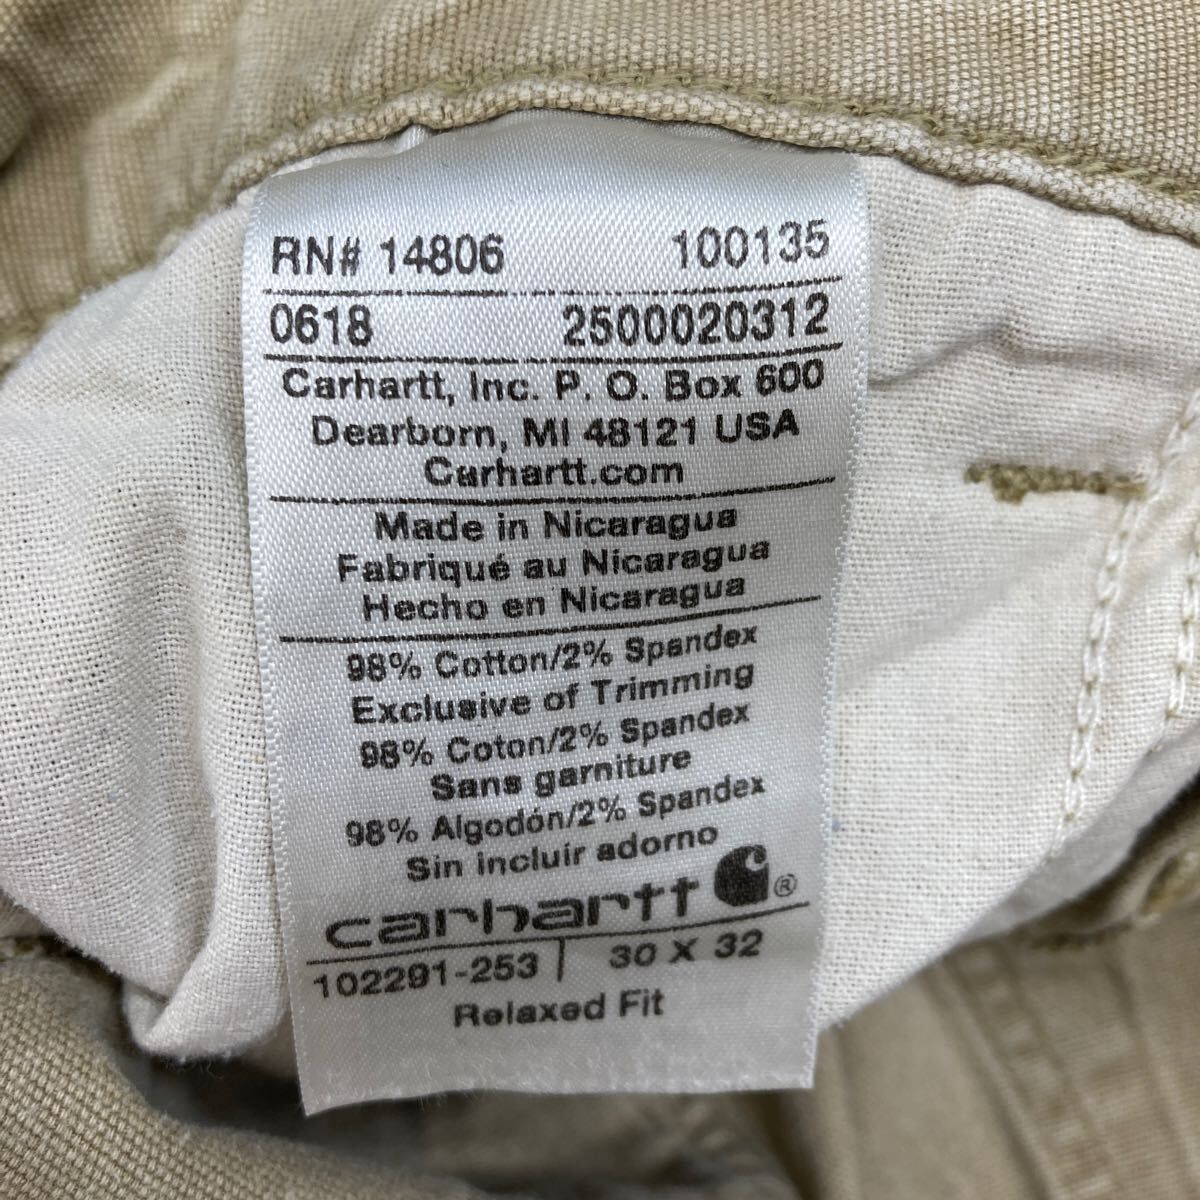 RN# 14806 100135
0618 2500020312
Carhartt, Inc. P. O. Box 600
Dearborn, MI 48121 USA
Carhartt.com
Made in Nicaragua
Fabriqué au Nicaragua
Hecho en Nicaragua
98% Cotton/2% Spandex
Exclusive of Trimming
98% Coton/2% Spandex
Sans garniture
98% Algodón/2% Spandex
Sin incluír adorno
carhartt ®
102291-253 | 30 X 32
Relaxed Fit